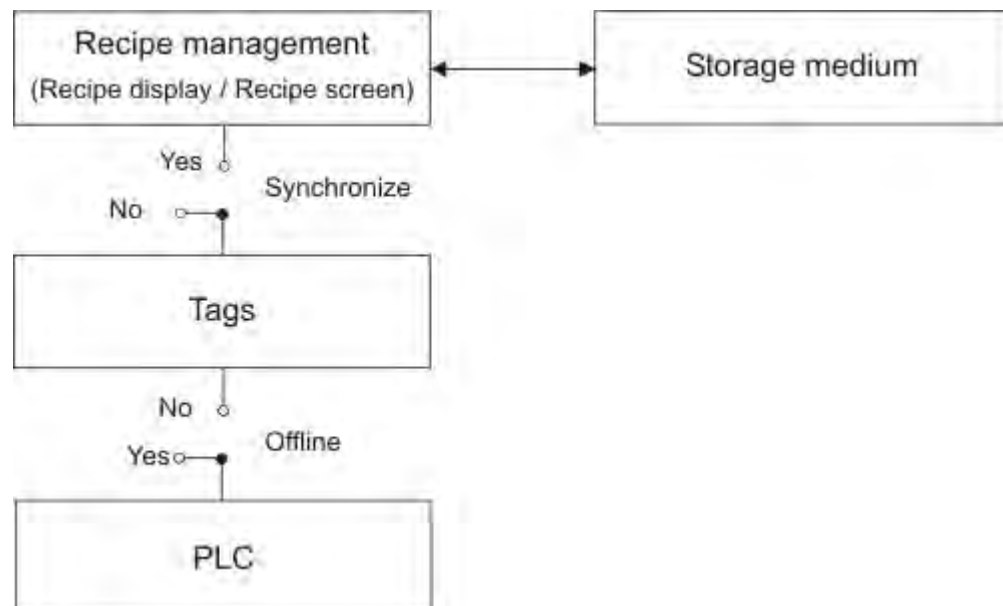 Recipe management
(Recipe display / Recipe screen)
Storage medium
Yes
Synchronize
No
Tags
No
Offline
Yes
PLC